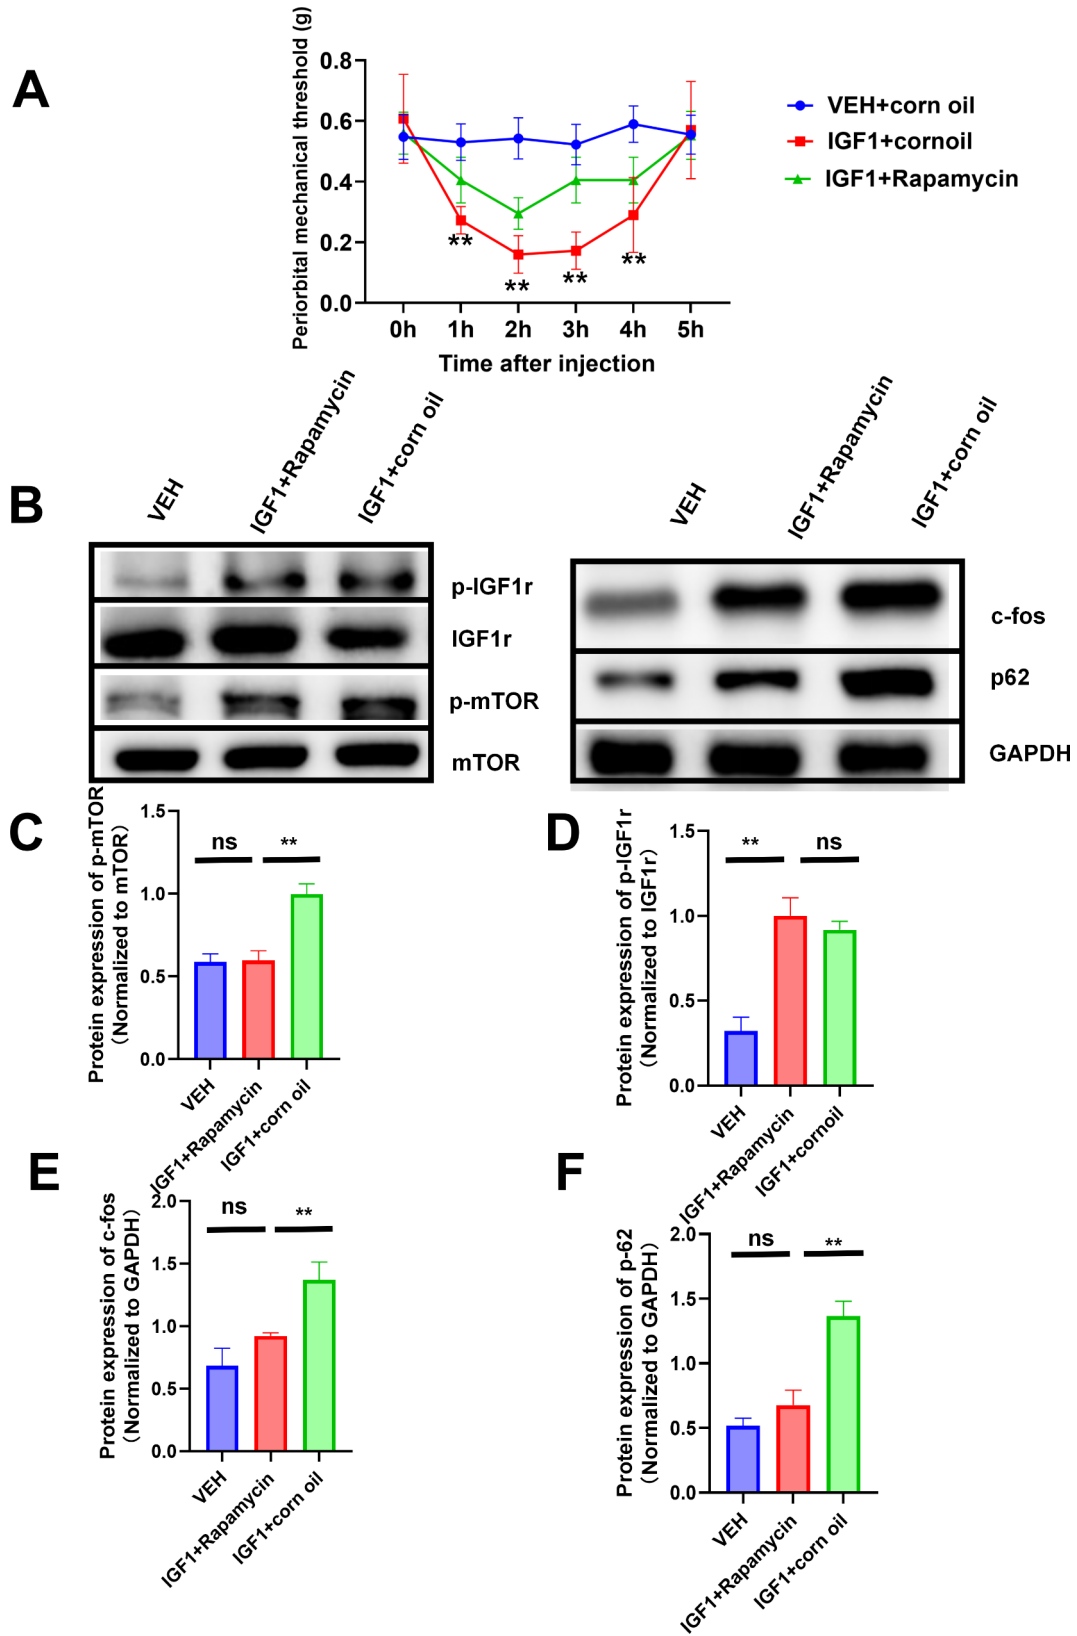 A
Periorbital mechanical threshold (g)
0.8
0.6
0.4
0.2
0.0
**
**
**
**
0h 1h 2h 3h 4h 5h
Time after injection
VEH+corn oil
IGF1+cornoil
IGF1+Rapamycin
B
VEH
IGF1+Rapamycin
IGF1+corn oil
p-IGF1r
IGF1r
p-mTOR
mTOR
VEH
IGF1+Rapamycin
IGF1+corn oil
c-fos
p62
GAPDH
C
Protein expression of p-mTOR
(Normalized to mTOR)
1.5
1.0
0.5
0.0
ns
**
VEH
IGF1+Rapamycin
IGF1+corn oil
D
Protein expression of p-IGF1r
(Normalized to IGF1r)
1.5
1.0
0.5
0.0
**
ns
VEH
IGF1+Rapamycin
IGF1+cornoil
E
Protein expression of c-fos
(Normalized to GAPDH)
2.0
1.5
1.0
0.5
0.0
ns
**
VEH
IGF1+Rapamycin
IGF1+corn oil
F
Protein expression of p-62
(Normalized to GAPDH)
2.0
1.5
1.0
0.5
0.0
ns
**
VEH
IGF1+Rapamycin
IGF1+corn oil